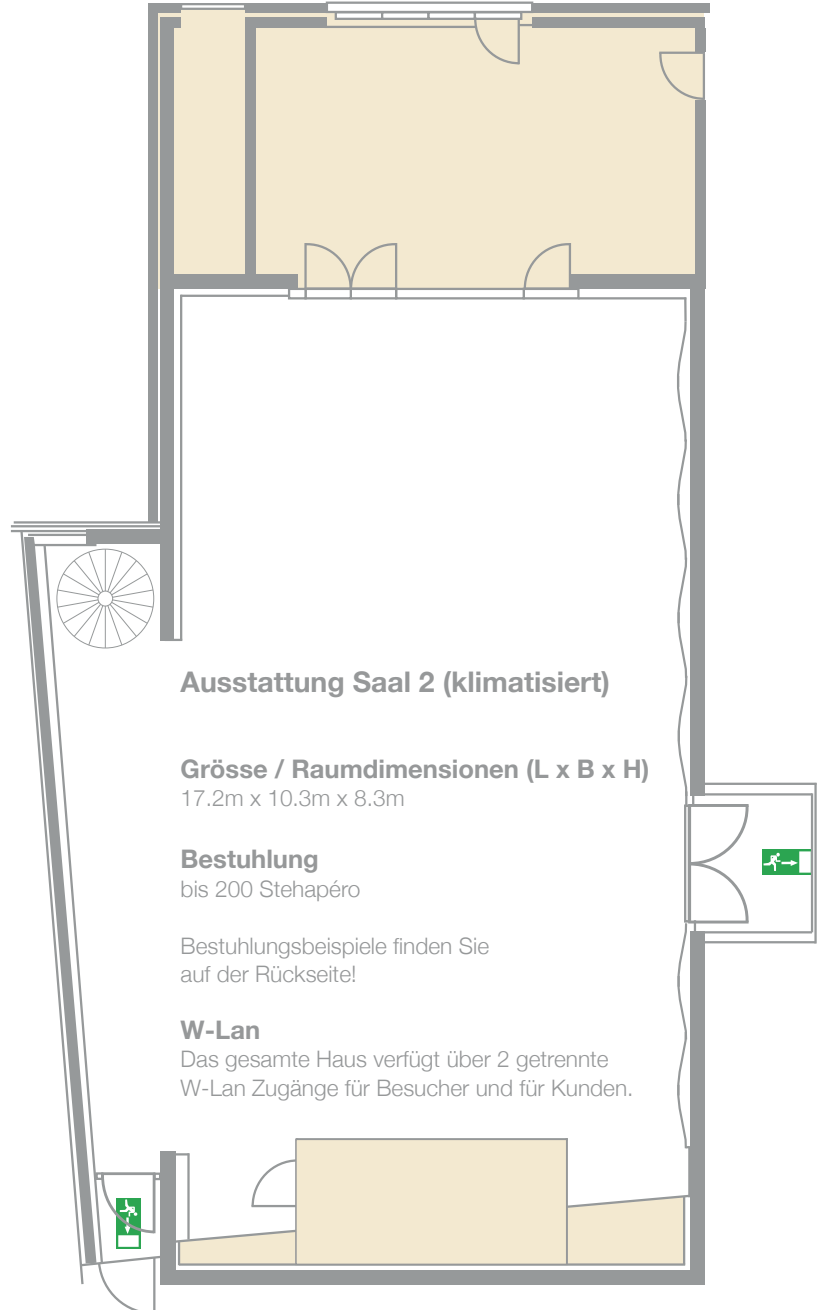 Ausstattung Saal 2 (klimatisiert)
Grösse / Raumdimensionen (L x B x H)
17.2m x 10.3m x 8.3m
Bestuhlung
bis 200 Stehapéro
Bestuhlungsbeispiele finden Sie
auf der Rückseite!
W-Lan
Das gesamte Haus verfügt über 2 getrennte
W-Lan Zugänge für Besucher und für Kunden.